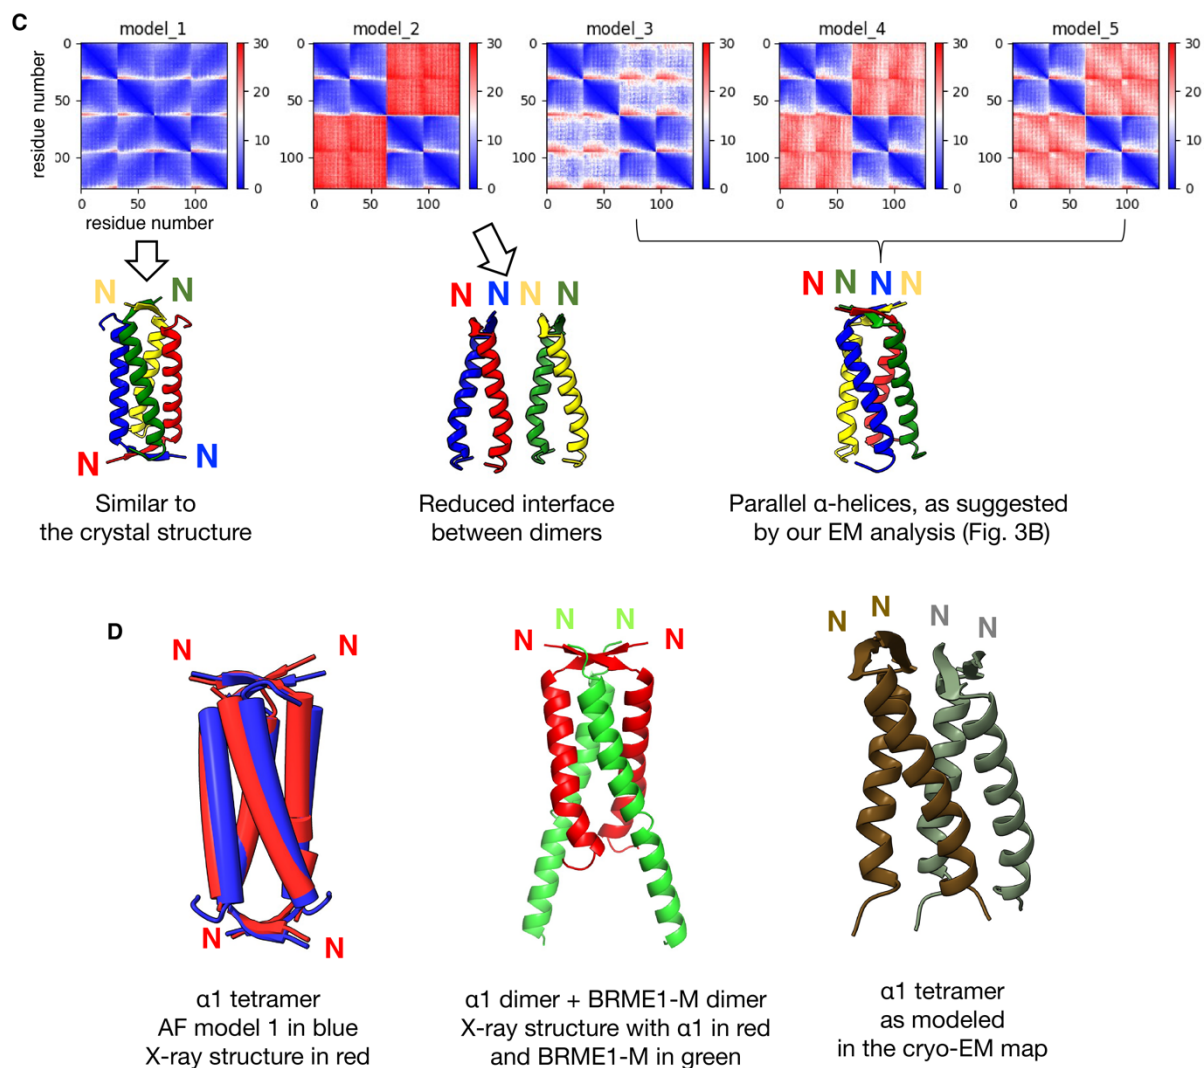 C
model_1 model_2 model_3 model_4 model_5
residue number
0 50 00
0 50 100
30 20 10 0
0 50 100
0 50 100
30 20 10 0
0 50 100
0 50 100
30 20 10 0
0 50 100
0 50 100
30 20 10 0
0 50 100
0 50 100
30 20 10 0
residue number
N N
N N
Similar to
the crystal structure
N N N N
Reduced interface
between dimers
N N N N
Parallel α-helices, as suggested
by our EM analysis (Fig. 3B)
D
N N
N N
α1 tetramer
AF model 1 in blue
X-ray structure in red
N N N N
α1 dimer + BRME1-M dimer
X-ray structure with α1 in red
and BRME1-M in green
N N N N
α1 tetramer
as modeled
in the cryo-EM map